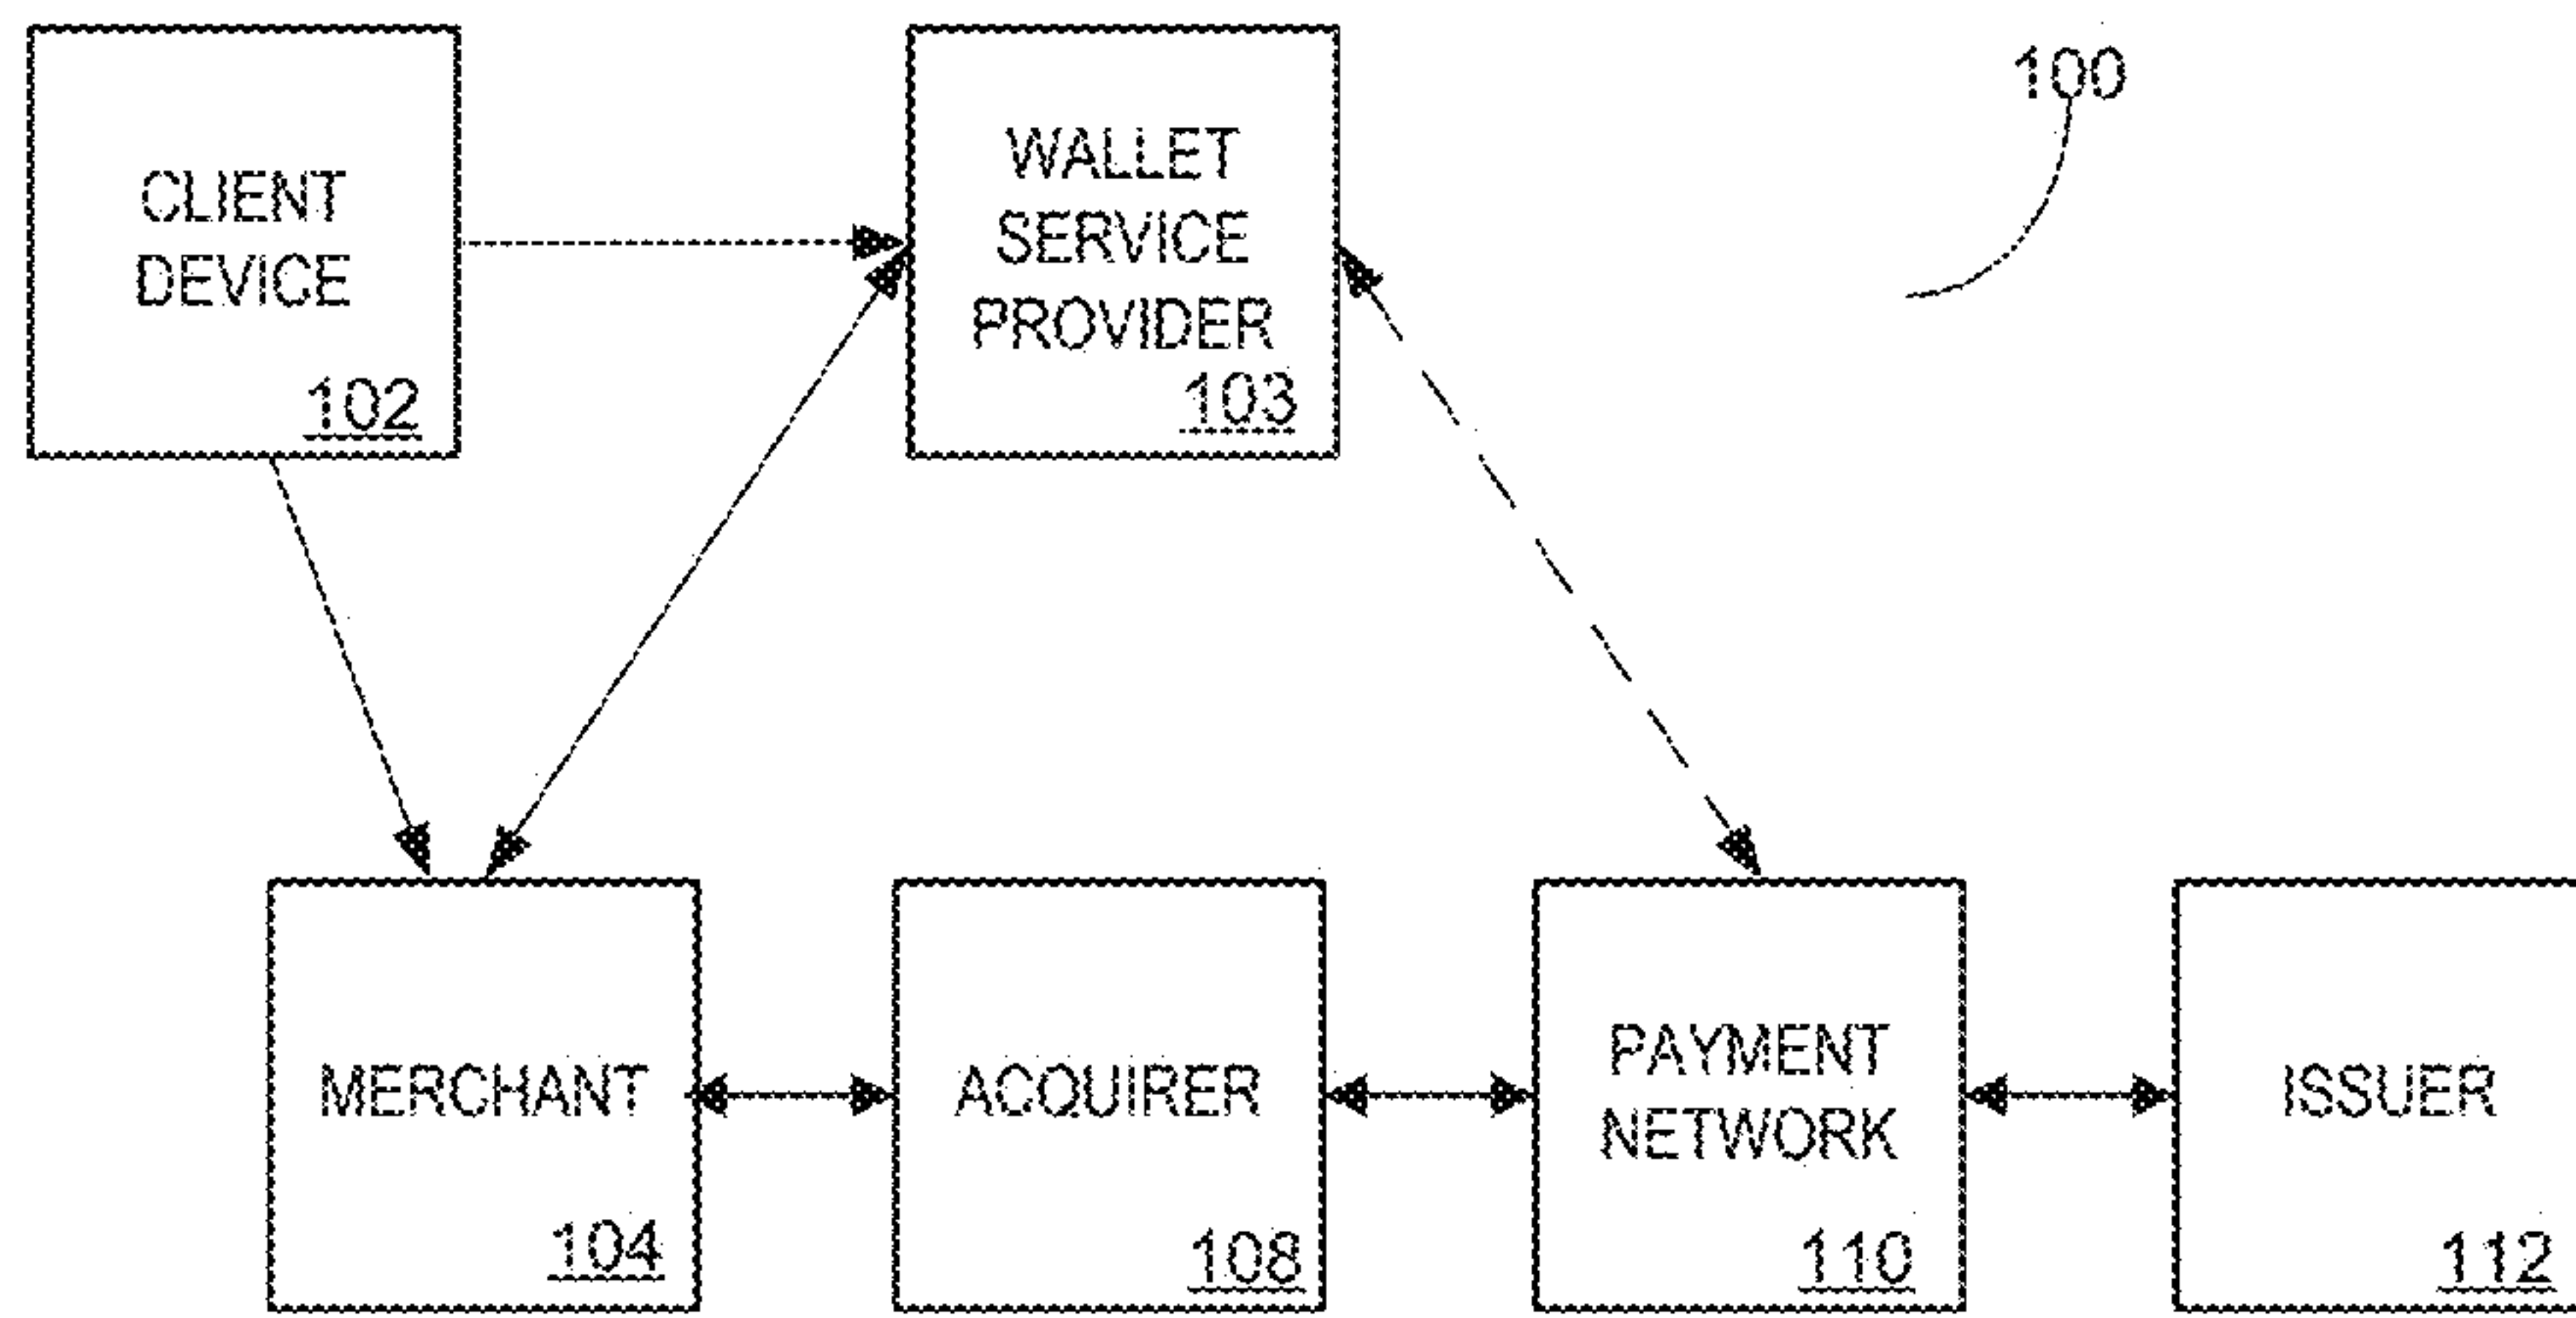 100
CLIENT
DEVICE
102
WALLET
SERVICE
PROVIDER
103
MERCHANT
104
ACQUIRER
108
PAYMENT
NETWORK
110
ISSUER
112